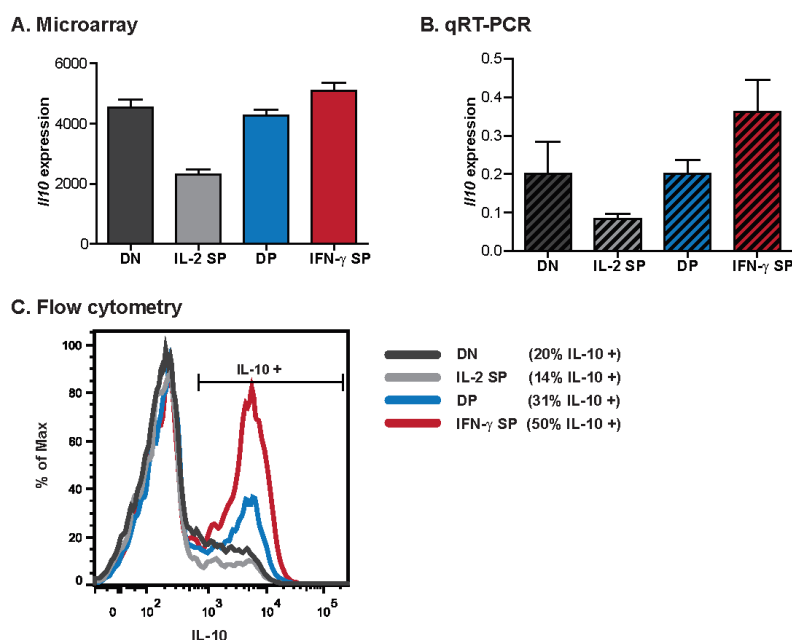 A. Microarray
Il10 expression
6000
4000
2000
0
DN IL-2 SP DP IFN-γ SP
B. qRT-PCR
Il10 expression
0.5
0.4
0.3
0.2
0.1
0.0
DN IL-2 SP DP IFN-γ SP
C. Flow cytometry
% of Max
100
80
60
40
20
0
IL-10 +
0 10² 10³ 10⁴ 10⁵
IL-10
DN (20% IL-10 +)
IL-2 SP (14% IL-10 +)
DP (31% IL-10 +)
IFN-γ SP (50% IL-10 +)